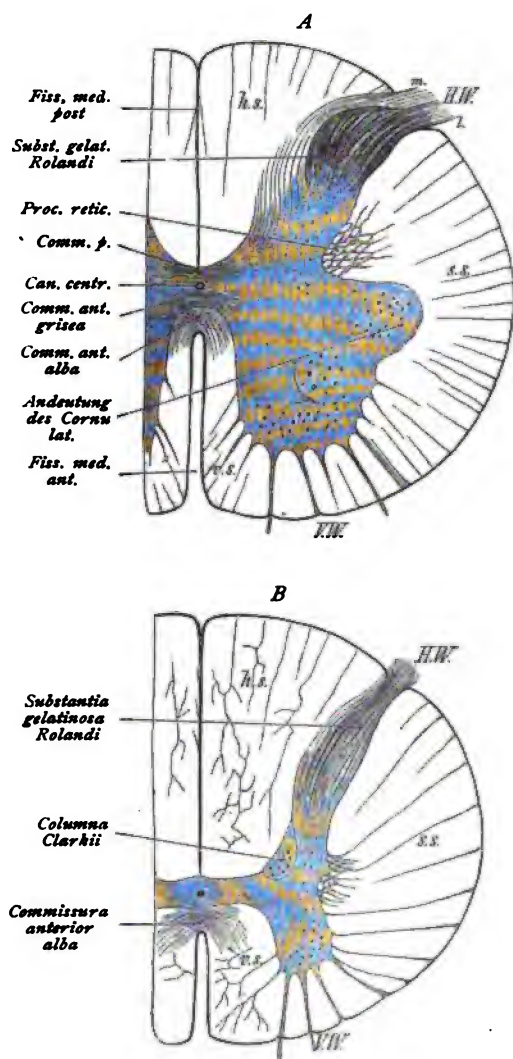 A
Fiss, med.
post
Subst. gelat.
Rolandi
Proc. retic.
Comm. p.
Can. centr.
Comm. ant.
grisea
Comm. ant.
alba
Andeutung
des Cornu
lat.
Fiss. med.
ant.
h.s.
m.
H.W.
l.
s.s.
v.s.
V.W.
B
Substantia
gelatinosa
Rolandi
Columna
Clarkii
Commissura
anterior
alba
h.s.
H.W.
s.s.
v.s.
V.W.